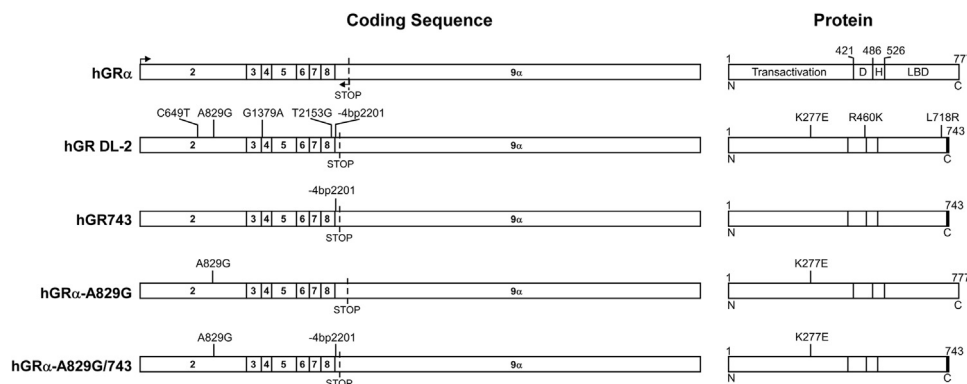 Coding Sequence Protein
1 421 486 526 777
hGRα 2 3 4 5 6 7 8 9α Transactivation D H LBD
STOP N C
C649T A829G G1379A T2153G -4bp2201 K277E R460K L718R
1 743
hGR DL-2 2 3 4 5 6 7 8 9α
STOP N C
-4bp2201 1 743
hGR743 2 3 4 5 6 7 8 9α
STOP N C
A829G K277E
1 777
hGRα-A829G 2 3 4 5 6 7 8 9α
STOP N C
A829G -4bp2201 K277E
1 743
hGRα-A829G/743 2 3 4 5 6 7 8 9α
STOP N C